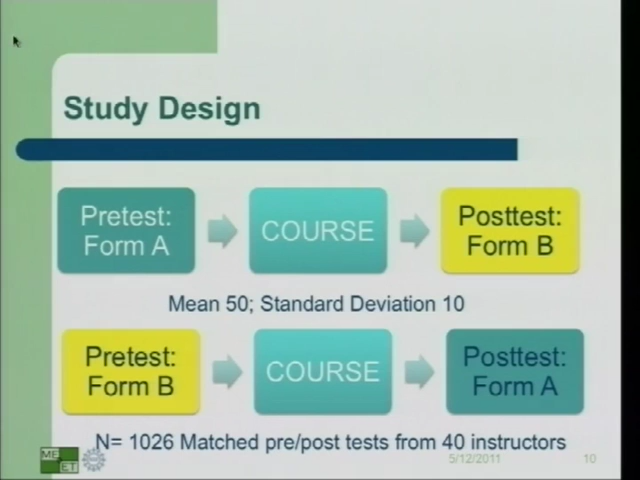 Study Design
Pretest:
Form A
COURSE
Posttest:
Form B
Mean 50; Standard Deviation 10
Pretest:
Form B
COURSE
Posttest:
Form A
N= 1026 Matched pre/post tests from 40 instructors
5/12/2011
10
ME
ET